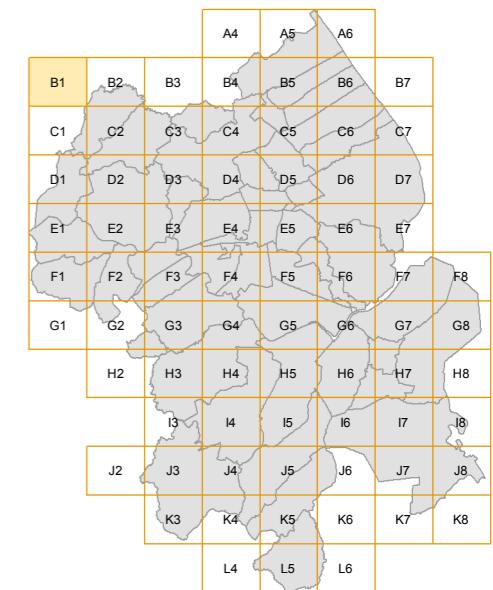 A4 A5 A6
B1 B2 B3 B4 B5 B6 B7
C1 C2 C3 C4 C5 C6 C7
D1 D2 D3 D4 D5 D6 D7
E1 E2 E3 E4 E5 E6 E7
F1 F2 F3 F4 F5 F6 F7 F8
G1 G2 G3 G4 G5 G6 G7 G8
H2 H3 H4 H5 H6 H7 H8
I3 I4 I5 I6 I7 I8
J2 J3 J4 J5 J6 J7 J8
K3 K4 K5 K6 K7 K8
L4 L5 L6